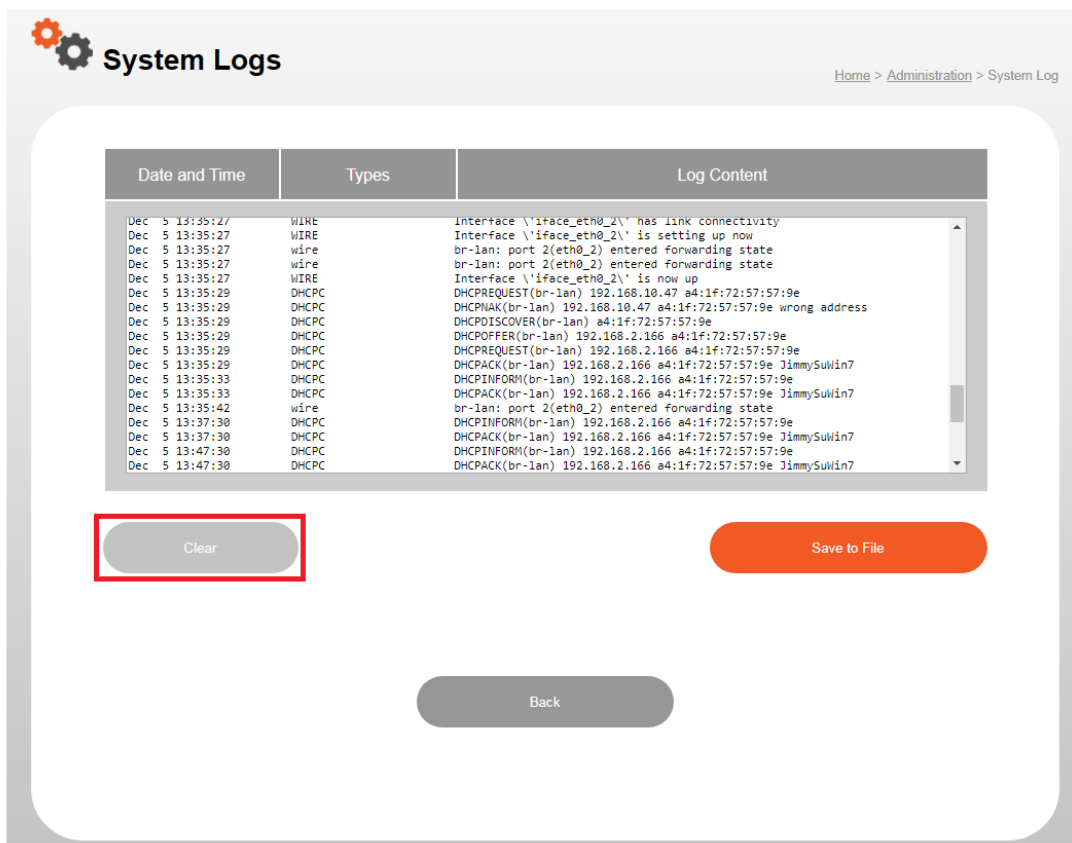 System Logs
Home > Administration > System Log
Date and Time Types Log Content
Dec 5 13:35:27 WIRE Interface \'iface_eth0_2\' has link connectivity
Dec 5 13:35:27 WIRE Interface \'iface_eth0_2\' is setting up now
Dec 5 13:35:27 wire br-lan: port 2(eth0_2) entered forwarding state
Dec 5 13:35:27 wire br-lan: port 2(eth0_2) entered forwarding state
Dec 5 13:35:27 WIRE Interface \'iface_eth0_2\' is now up
Dec 5 13:35:29 DHCPC DHCPREQUEST(br-lan) 192.168.10.47 a4:1f:72:57:57:9e
Dec 5 13:35:29 DHCPC DHCPNAK(br-lan) 192.168.10.47 a4:1f:72:57:57:9e wrong address
Dec 5 13:35:29 DHCPC DHCPDISCOVER(br-lan) a4:1f:72:57:57:9e
Dec 5 13:35:29 DHCPC DHCPOFFER(br-lan) 192.168.2.166 a4:1f:72:57:57:9e
Dec 5 13:35:29 DHCPC DHCPREQUEST(br-lan) 192.168.2.166 a4:1f:72:57:57:9e
Dec 5 13:35:29 DHCPC DHCPACK(br-lan) 192.168.2.166 a4:1f:72:57:57:9e JimmySuWin7
Dec 5 13:35:33 DHCPC DHCPINFORM(br-lan) 192.168.2.166 a4:1f:72:57:57:9e
Dec 5 13:35:33 DHCPC DHCPACK(br-lan) 192.168.2.166 a4:1f:72:57:57:9e JimmySuWin7
Dec 5 13:35:42 wire br-lan: port 2(eth0_2) entered forwarding state
Dec 5 13:37:30 DHCPC DHCPINFORM(br-lan) 192.168.2.166 a4:1f:72:57:57:9e
Dec 5 13:37:30 DHCPC DHCPACK(br-lan) 192.168.2.166 a4:1f:72:57:57:9e JimmySuWin7
Dec 5 13:47:30 DHCPC DHCPINFORM(br-lan) 192.168.2.166 a4:1f:72:57:57:9e
Dec 5 13:47:30 DHCPC DHCPACK(br-lan) 192.168.2.166 a4:1f:72:57:57:9e JimmySuWin7
Clear Save to File
Back